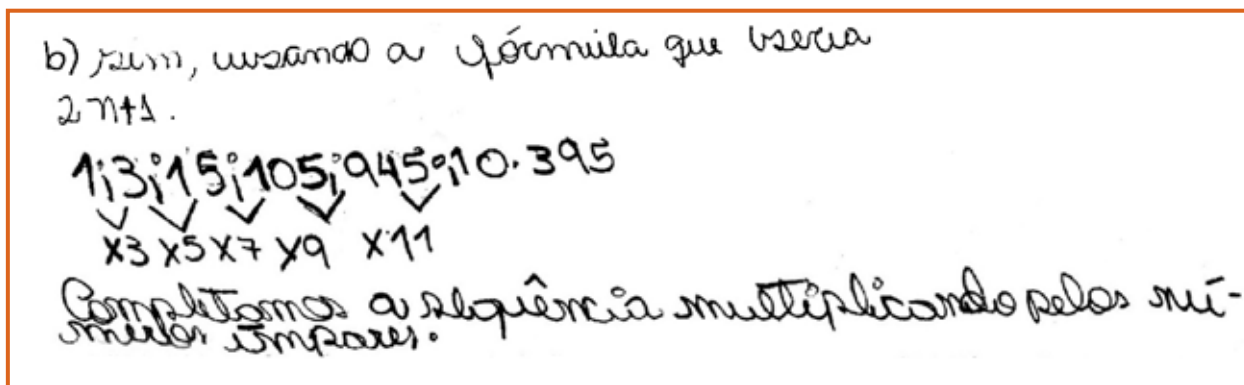 b) sim, usando a fórmula que seria
2n+1.
1;3;15;105;945;10.395
x3 x5 x7 x9 x11
Completamos a sequência multiplicando pelos nú-
meros ímpares.